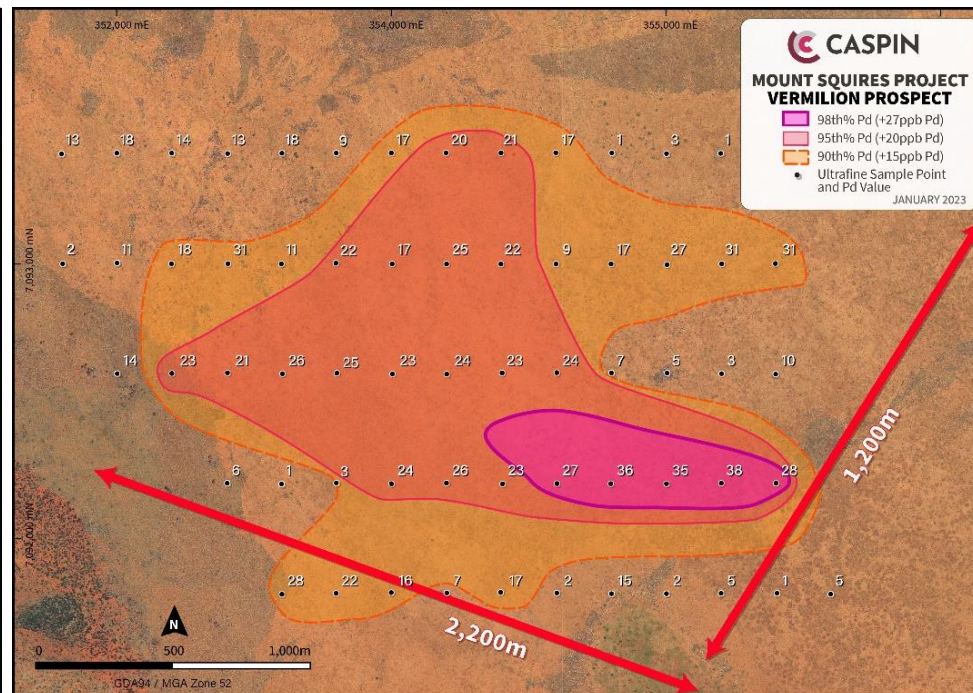 352,000 mE 354,000 mE 355,000 mE
CASPIN
MOUNT SQUIRES PROJECT
VERMILION PROSPECT
98th% Pd (+27ppb Pd)
95th% Pd (+20ppb Pd)
90th% Pd (+15ppb Pd)
Ultrafine Sample Point
and Pd Value
JANUARY 2023
13 18 14 13 18 9 17 20 21 17 1 3 1
7,093,000 mN
2 11 18 31 11 22 17 25 22 9 17 27 31 31
14 23 21 26 25 23 24 23 24 7 5 3 10
1,200m
6 1 3 24 26 23 27 36 35 38 28
7,092,000 mN
28 22 16 7 17 2 15 2 5 1 5
2,200m
N
0 500 1,000m
GDA94 / MGA Zone 52